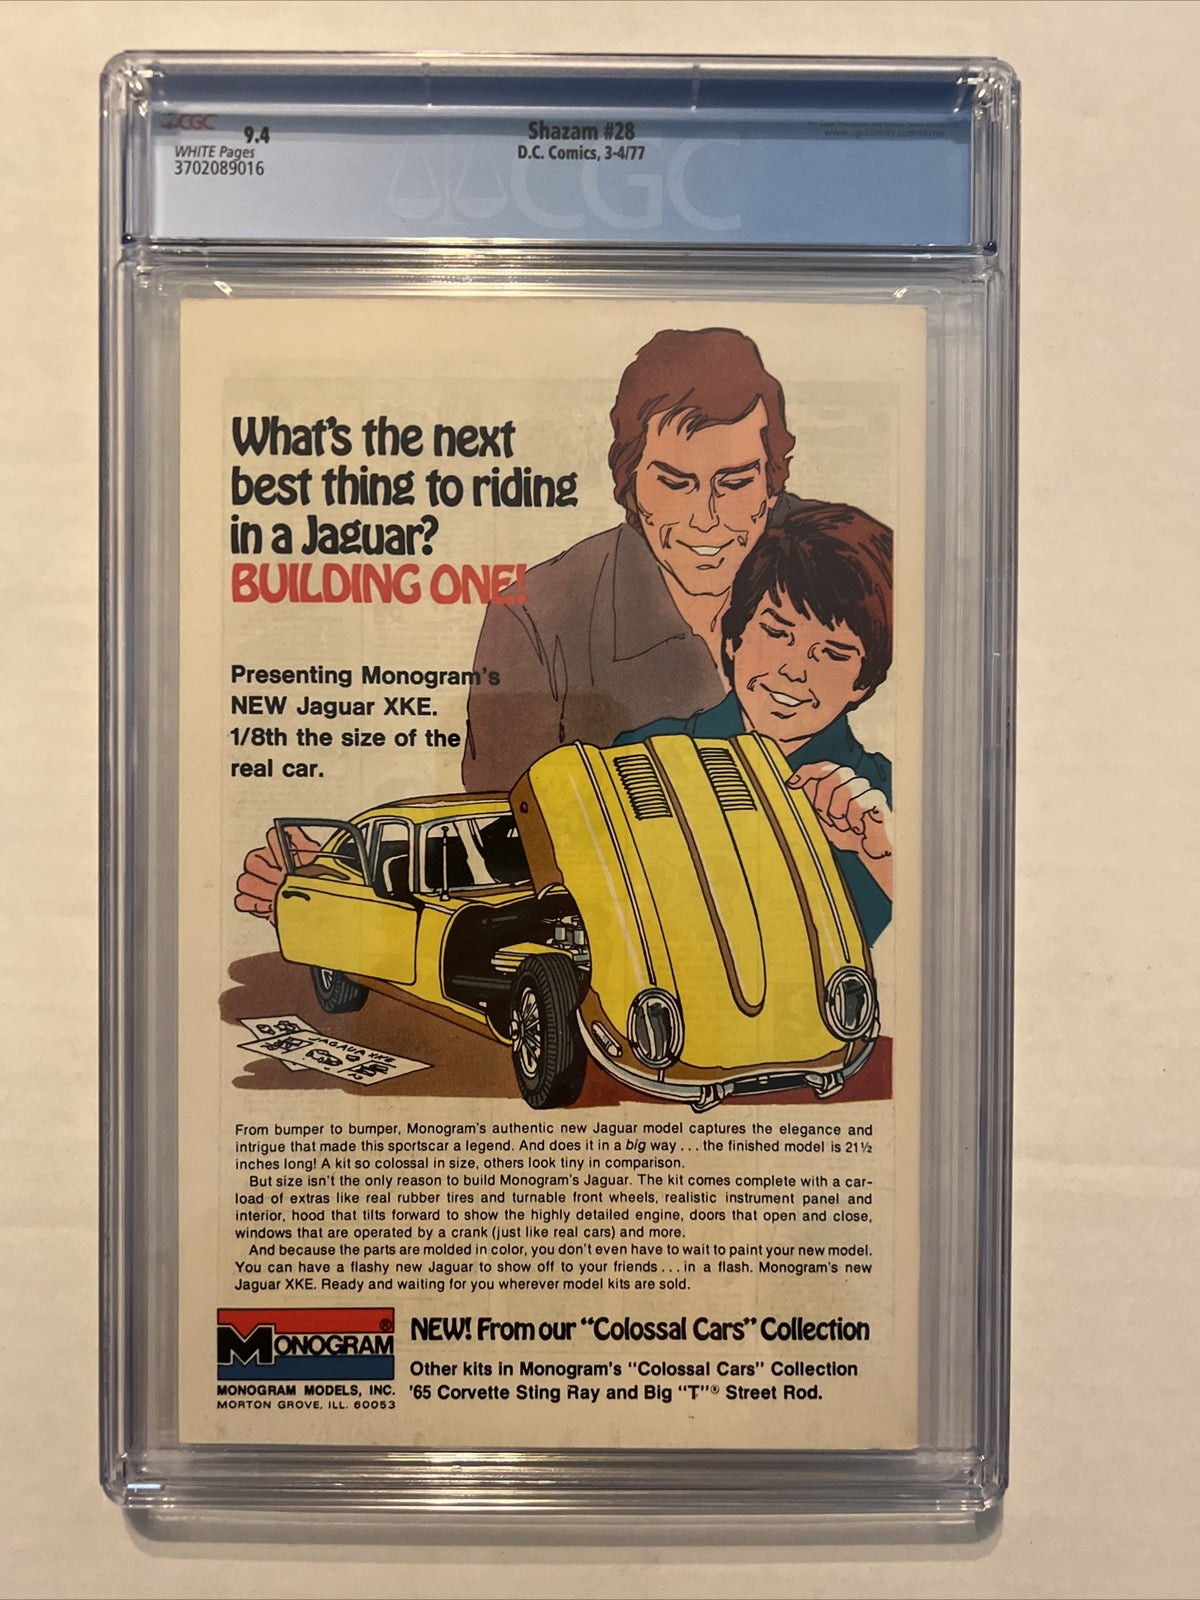 CGC
9.4
WHITE Pages
3702089016
Shazam #28
D.C. Comics, 3-4/77
www.cgccomics.com/terms
CGC
What's the next
best thing to riding
in a Jaguar?
BUILDING ONE!
Presenting Monogram's
NEW Jaguar XKE.
1/8th the size of the
real car.
JAGAUR XKE
From bumper to bumper, Monogram's authentic new Jaguar model captures the elegance and
intrigue that made this sportscar a legend. And does it in a big way . . . the finished model is 21½
inches long! A kit so colossal in size, others look tiny in comparison.
But size isn't the only reason to build Monogram's Jaguar. The kit comes complete with a car-
load of extras like real rubber tires and turnable front wheels, realistic instrument panel and
interior, hood that tilts forward to show the highly detailed engine, doors that open and close,
windows that are operated by a crank (just like real cars) and more.
And because the parts are molded in color, you don't even have to wait to paint your new model.
You can have a flashy new Jaguar to show off to your friends . . . in a flash. Monogram's new
Jaguar XKE. Ready and waiting for you wherever model kits are sold.
MONOGRAM®
MONOGRAM MODELS, INC.
MORTON GROVE, ILL. 60053
NEW! From our "Colossal Cars" Collection
Other kits in Monogram's "Colossal Cars" Collection
'65 Corvette Sting Ray and Big "T"® Street Rod.